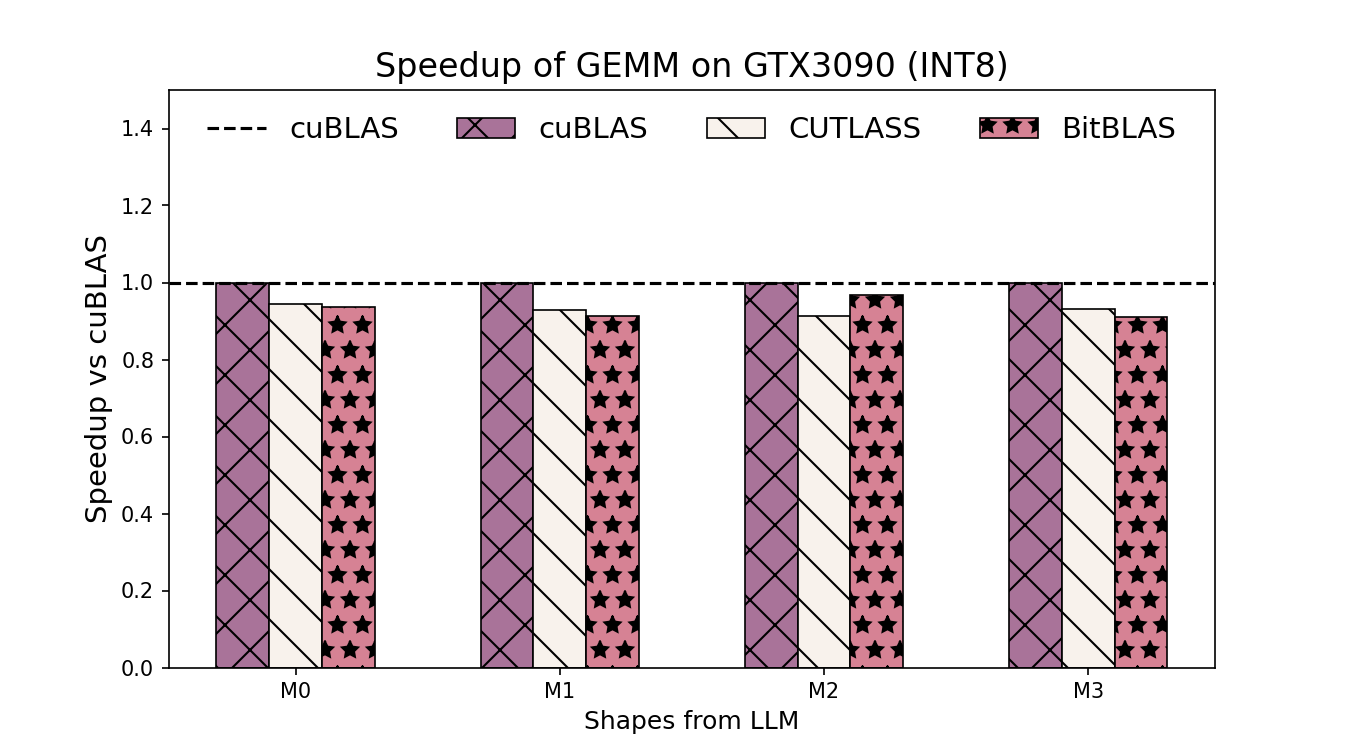 Speedup of GEMM on GTX3090 (INT8)
cuBLAS cuBLAS CUTLASS BitBLAS
Speedup vs cuBLAS
1.4
1.2
1.0
0.8
0.6
0.4
0.2
0.0
M0 M1 M2 M3
Shapes from LLM